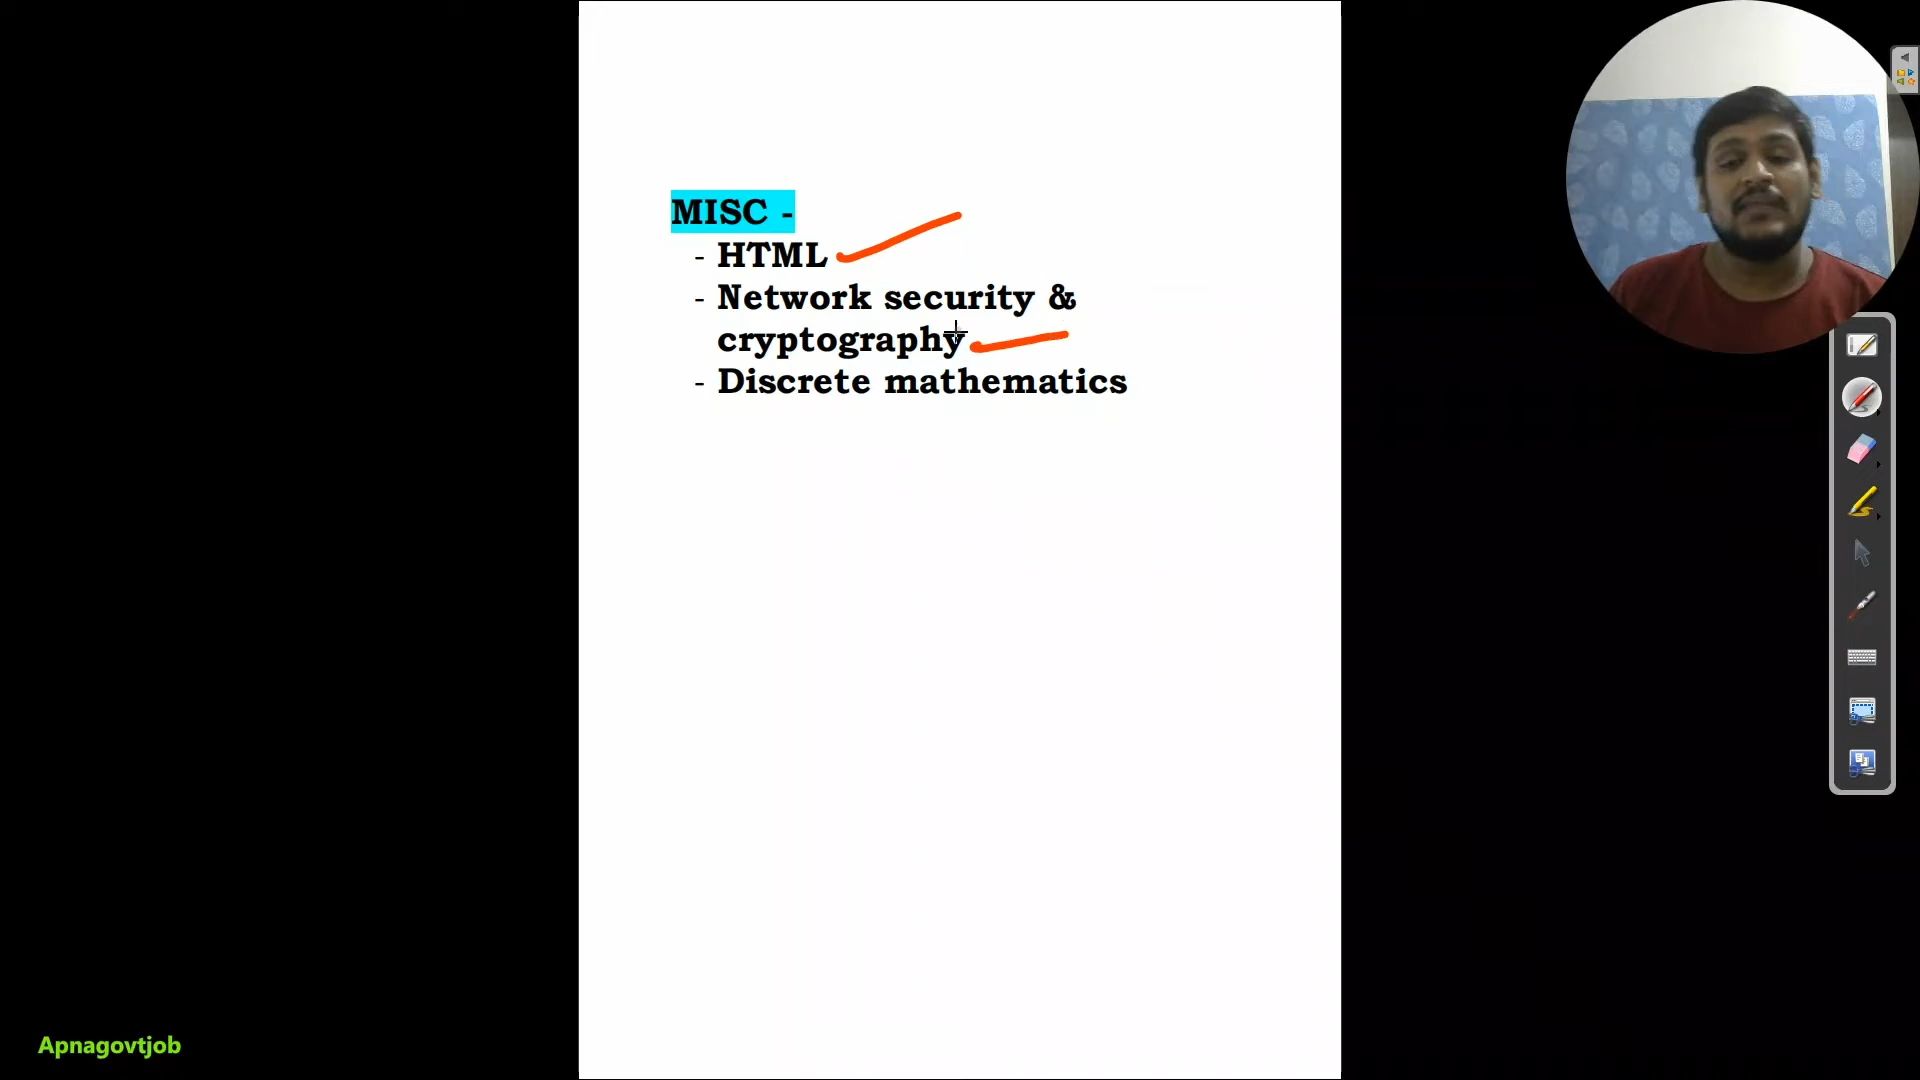 MISC -
- HTML
- Network security &
cryptography
- Discrete mathematics
Apnagovtjob